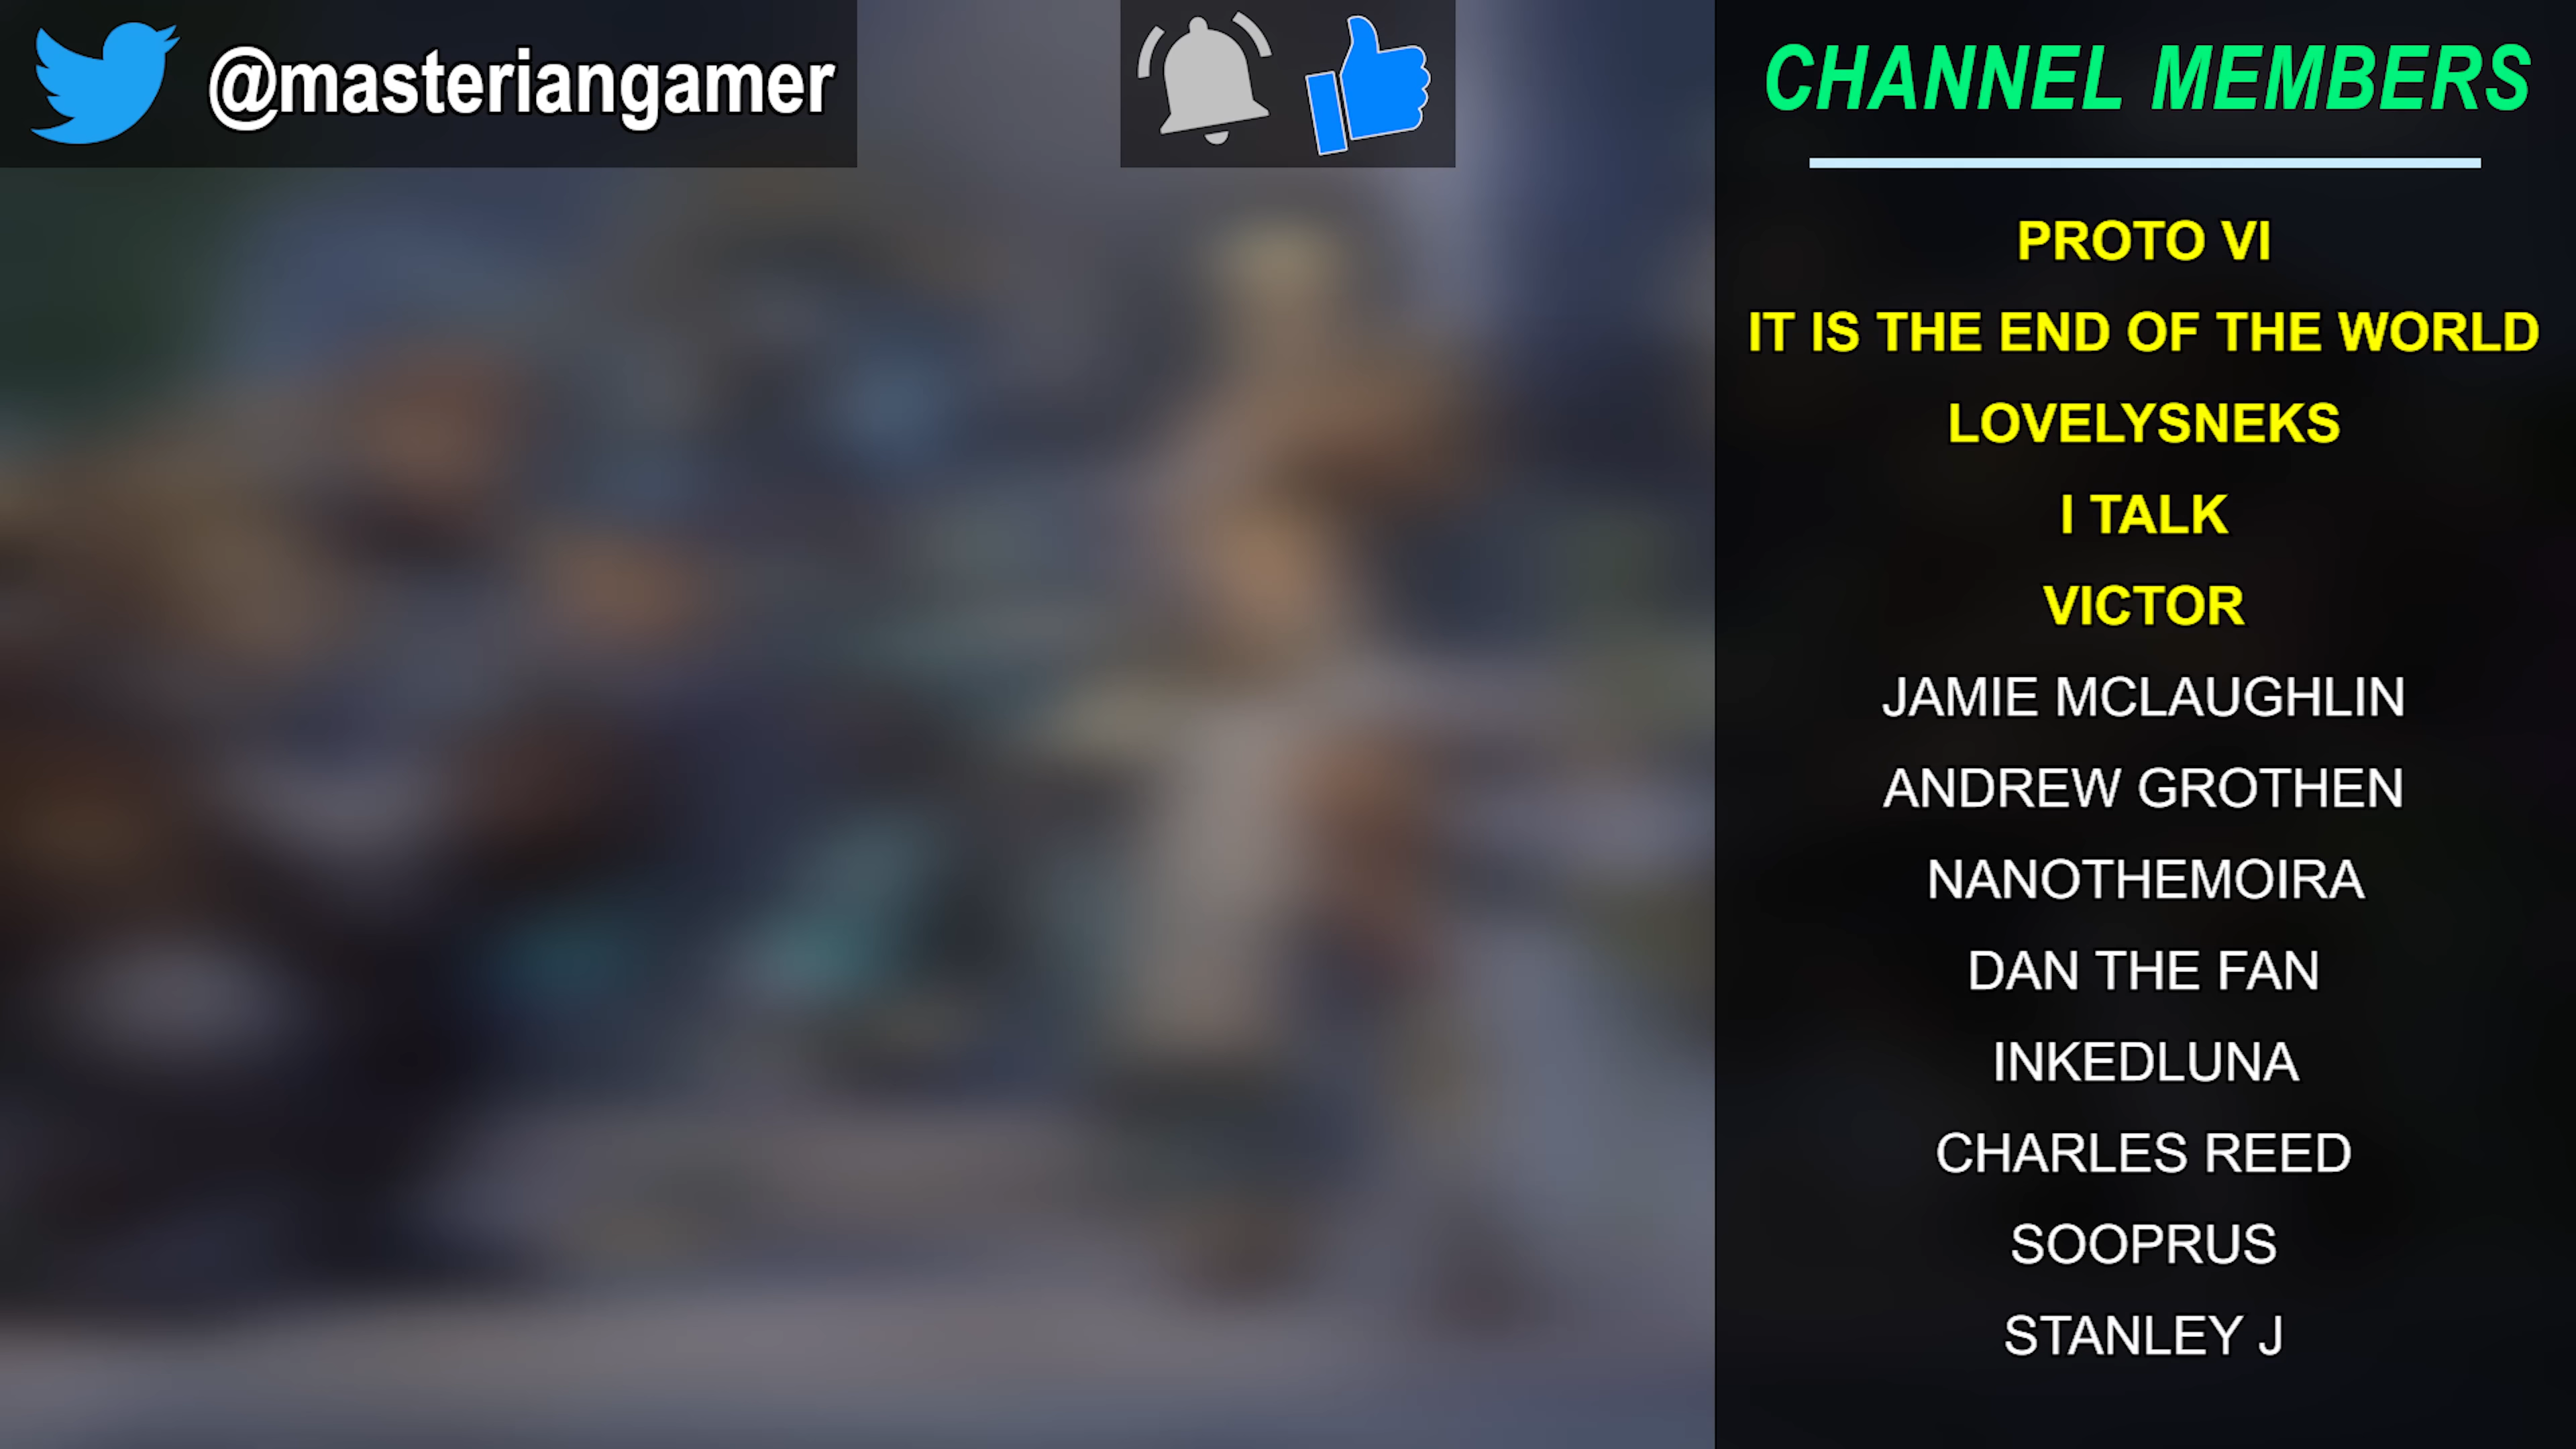 @masteriangamer
CHANNEL MEMBERS
PROTO VI
IT IS THE END OF THE WORLD
LOVELYSNEKS
I TALK
VICTOR
JAMIE MCLAUGHLIN
ANDREW GROTHEN
NANOTHEMOIRA
DAN THE FAN
INKEDLUNA
CHARLES REED
SOOPRUS
STANLEY J